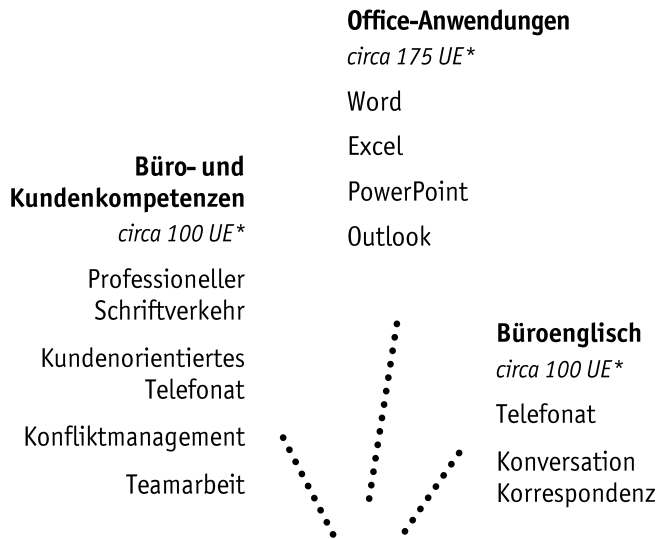 Office-Anwendungen
circa 175 UE*
Word
Excel
PowerPoint
Outlook
Büro- und
Kundenkompetenzen
circa 100 UE*
Professioneller
Schriftverkehr
Kundenorientiertes
Telefonat
Konfliktmanagement
Teamarbeit
Büroenglisch
circa 100 UE*
Telefonat
Konversation
Korrespondenz